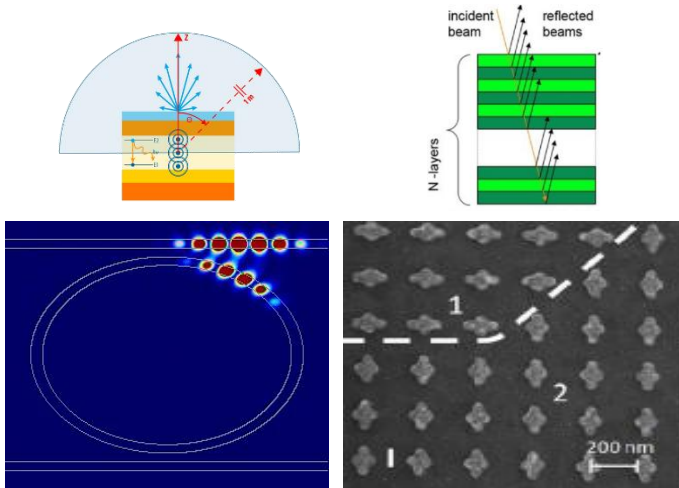 z
Θ
1m
incident
beam
reflected
beams
N -layers
1
2
200 nm